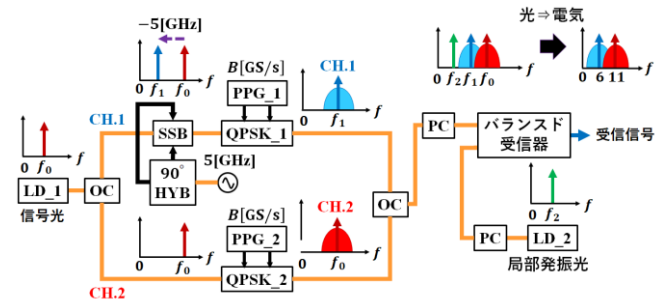 −5[GHz]
f
0 f₁ f₀
CH.1
B[GS/s]
PPG_1
QPSK_1
CH.1
f
0 f₁
光⇒電気
f
0 f₂ f₁ f₀
f
0 6 11
f
0 f₀
LD_1
信号光
OC
SSB
90°
HYB
5[GHz]
f
0 f₀
CH.2
B[GS/s]
PPG_2
QPSK_2
CH.2
f
0 f₀
OC
PC
バランスド
受信器
受信信号
f
0 f₂
PC
LD_2
局部発振光